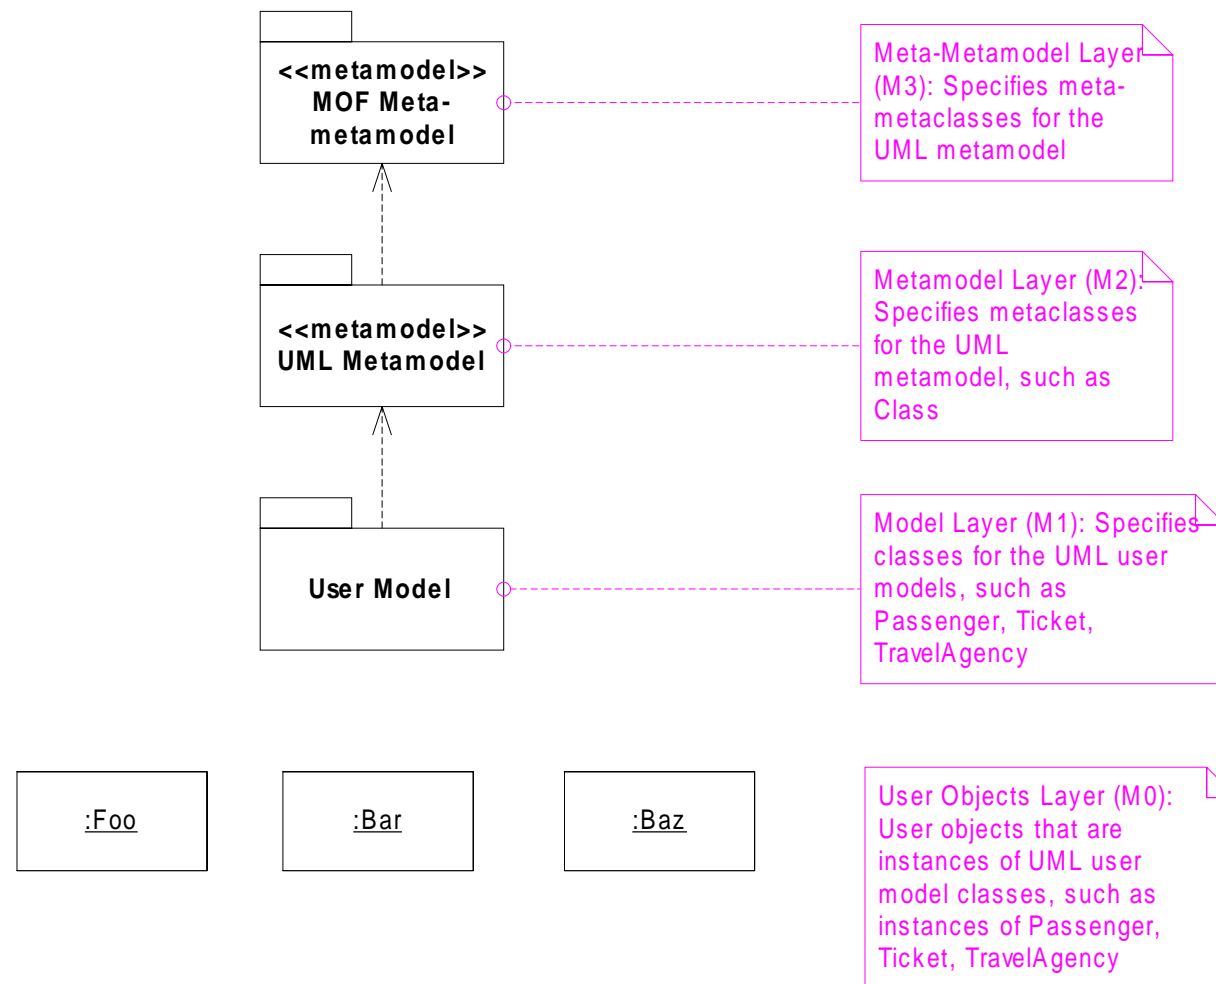 <<metamodel>>
MOF Meta-
metamodel
Meta-Metamodel Layer
(M3): Specifies meta-
metaclasses for the
UML metamodel
<<metamodel>>
UML Metamodel
Metamodel Layer (M2):
Specifies metaclasses
for the UML
metamodel, such as
Class
User Model
Model Layer (M1): Specifies
classes for the UML user
models, such as
Passenger, Ticket,
TravelAgency
:Foo
:Bar
:Baz
User Objects Layer (M0):
User objects that are
instances of UML user
model classes, such as
instances of Passenger,
Ticket, TravelAgency